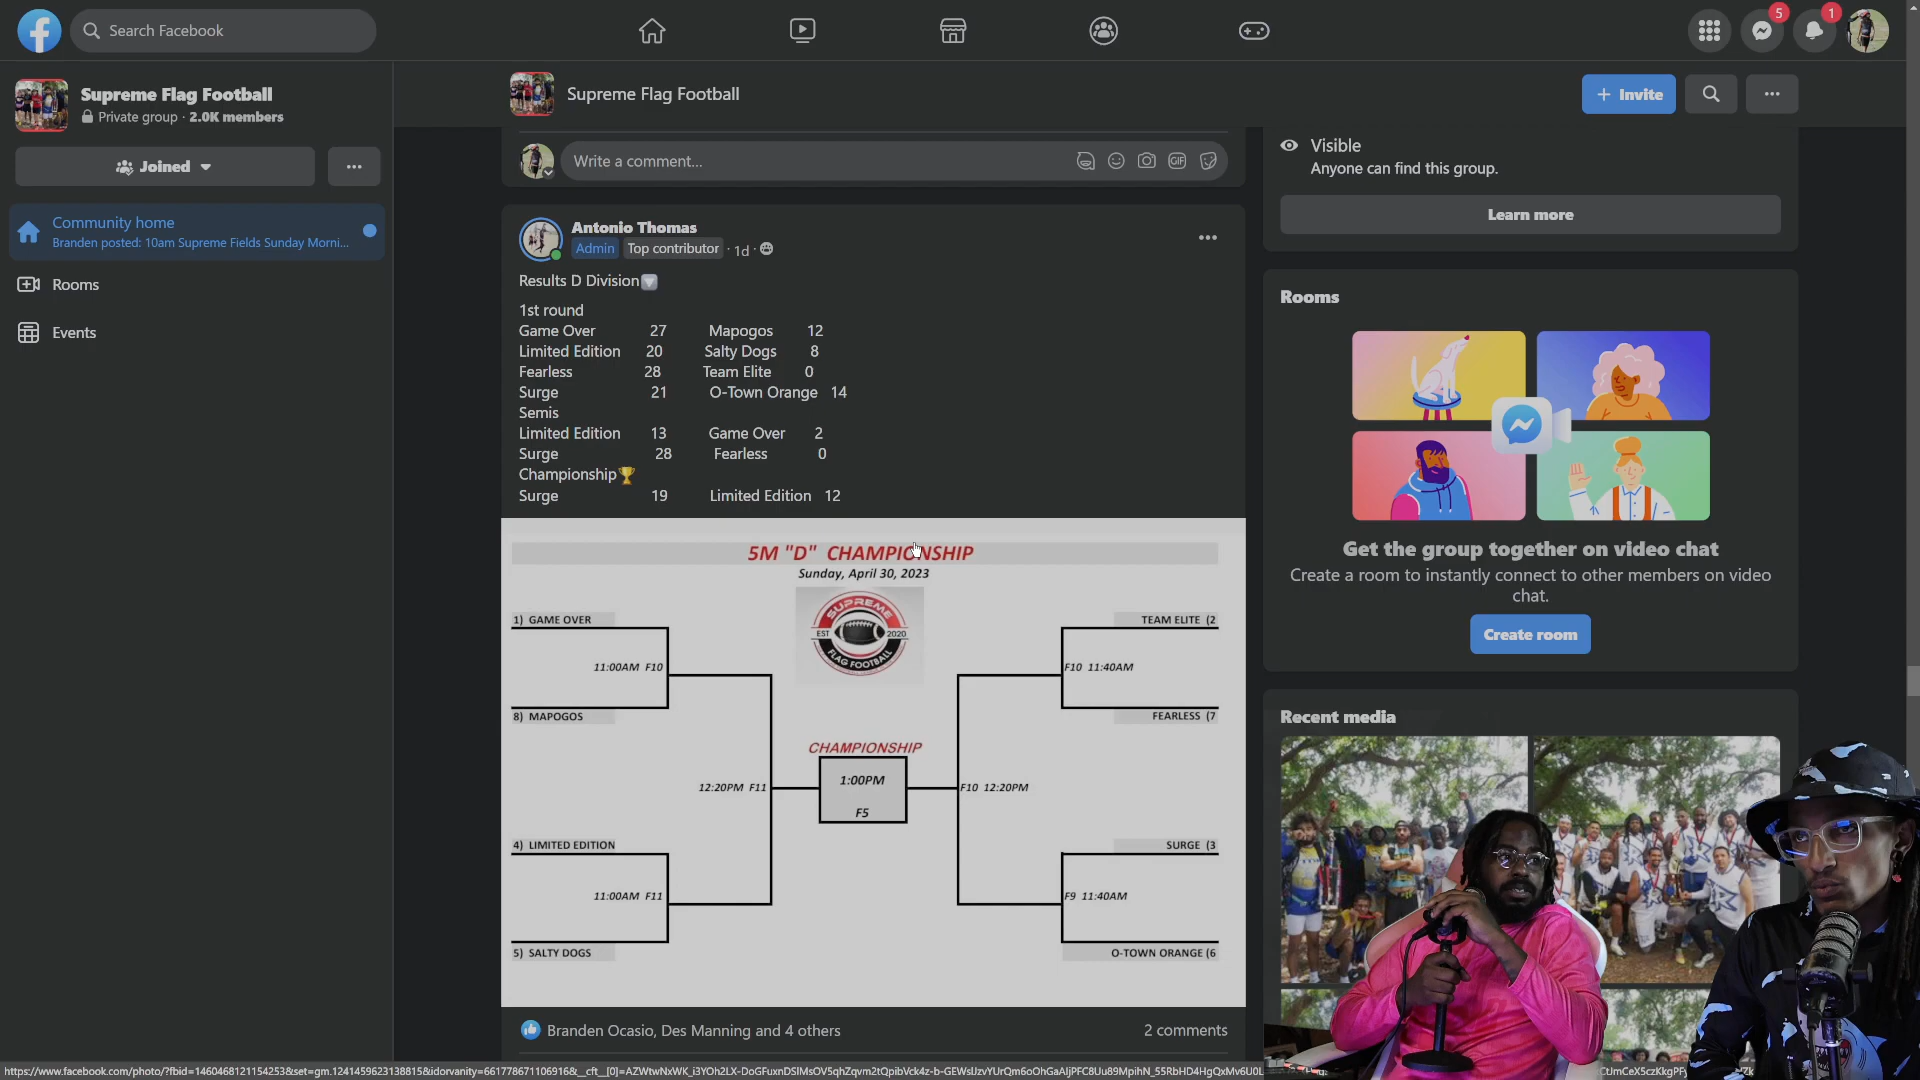 Search Facebook
5
1
Supreme Flag Football
Private group · 2.0K members
Joined
Community home
Branden posted: 10am Supreme Fields Sunday Morni...
Rooms
Events
Supreme Flag Football
+ Invite
Write a comment...
GIF
Antonio Thomas
Admin Top contributor · 1d ·
Results D Division
1st round
Game Over 27 Mapogos 12
Limited Edition 20 Salty Dogs 8
Fearless 28 Team Elite 0
Surge 21 O-Town Orange 14
Semis
Limited Edition 13 Game Over 2
Surge 28 Fearless 0
Championship
Surge 19 Limited Edition 12
5M "D" CHAMPIONSHIP
Sunday, April 30, 2023
SUPREME
EST 2020
FLAG FOOTBALL
1) GAME OVER
11:00AM F10
8) MAPOGOS
12:20PM F11
4) LIMITED EDITION
11:00AM F11
5) SALTY DOGS
CHAMPIONSHIP
1:00PM
F5
TEAM ELITE (2
F10 11:40AM
FEARLESS (7
F10 12:20PM
SURGE (3
F9 11:40AM
O-TOWN ORANGE (6
Branden Ocasio, Des Manning and 4 others
2 comments
Visible
Anyone can find this group.
Learn more
Rooms
Get the group together on video chat
Create a room to instantly connect to other members on video
chat.
Create room
Recent media